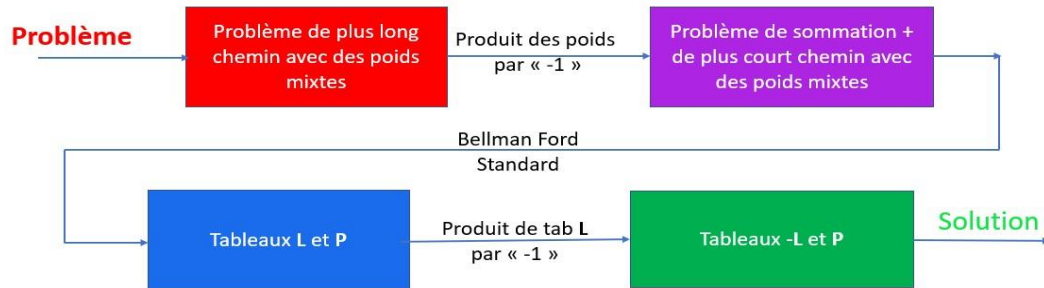 Problème
Problème de plus long
chemin avec des poids
mixtes
Produit des poids
par « -1 »
Problème de sommation +
de plus court chemin avec
des poids mixtes
Bellman Ford
Standard
Tableaux L et P
Produit de tab L
par « -1 »
Tableaux -L et P
Solution